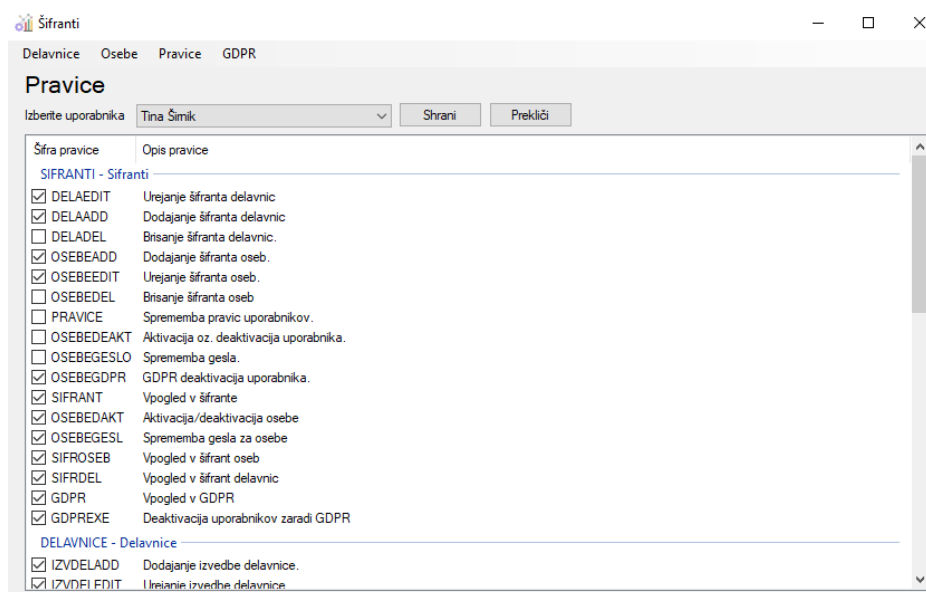 Šifranti
Delavnice Osebe Pravice GDPR
Pravice
Izberite uporabnika Tina Šimik Shrani Prekliči
Šifra pravice Opis pravice
SIFRANTI - Sifranti
DELAEDIT Urejanje šifranta delavnic
DELAADD Dodajanje šifranta delavnic
DELADEL Brisanje šifranta delavnic.
OSEBEADD Dodajanje šifranta oseb.
OSEBEEDIT Urejanje šifranta oseb.
OSEBEDEL Brisanje šifranta oseb
PRAVICE Sprememba pravic uporabnikov.
OSEBEDEAKT Aktivacija oz. deaktivacija uporabnika.
OSEBEGESLO Sprememba gesla.
OSEBEGDPR GDPR deaktivacija uporabnika.
SIFRANT Vpogled v šifrante
OSEBEDAKT Aktivacija/deaktivacija osebe
OSEBEGESL Sprememba gesla za osebe
SIFROSEB Vpogled v šifrant oseb
SIFRDEL Vpogled v šifrant delavnic
GDPR Vpogled v GDPR
GDPREXE Deaktivacija uporabnikov zaradi GDPR
DELAVNICE - Delavnice
IZVDELADD Dodajanje izvedbe delavnice.
IZVDELEDIT Urejanje izvedbe delavnice